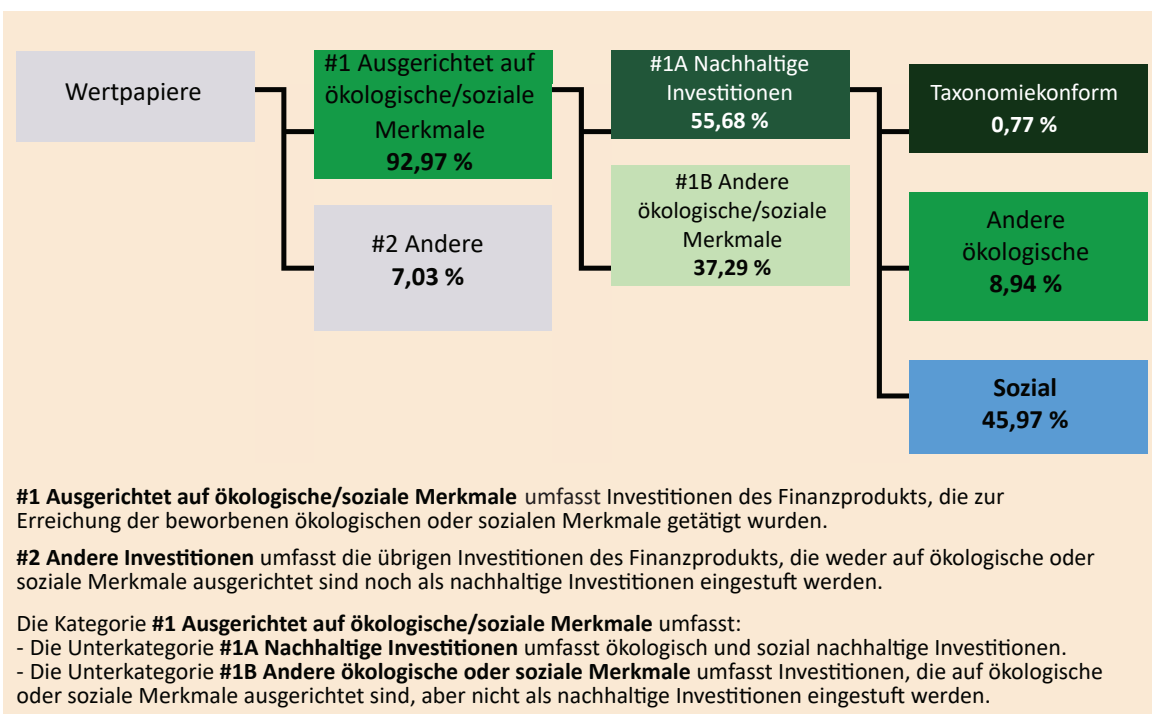 Wertpapiere
#1 Ausgerichtet auf
ökologische/soziale
Merkmale
92,97 %
#2 Andere
7,03 %
#1A Nachhaltige
Investitionen
55,68 %
#1B Andere
ökologische/soziale
Merkmale
37,29 %
Taxonomiekonform
0,77 %
Andere
ökologische
8,94 %
Sozial
45,97 %
#1 Ausgerichtet auf ökologische/soziale Merkmale umfasst Investitionen des Finanzprodukts, die zur
Erreichung der beworbenen ökologischen oder sozialen Merkmale getätigt wurden.
#2 Andere Investitionen umfasst die übrigen Investitionen des Finanzprodukts, die weder auf ökologische oder
soziale Merkmale ausgerichtet sind noch als nachhaltige Investitionen eingestuft werden.
Die Kategorie #1 Ausgerichtet auf ökologische/soziale Merkmale umfasst:
- Die Unterkategorie #1A Nachhaltige Investitionen umfasst ökologisch und sozial nachhaltige Investitionen.
- Die Unterkategorie #1B Andere ökologische oder soziale Merkmale umfasst Investitionen, die auf ökologische
oder soziale Merkmale ausgerichtet sind, aber nicht als nachhaltige Investitionen eingestuft werden.